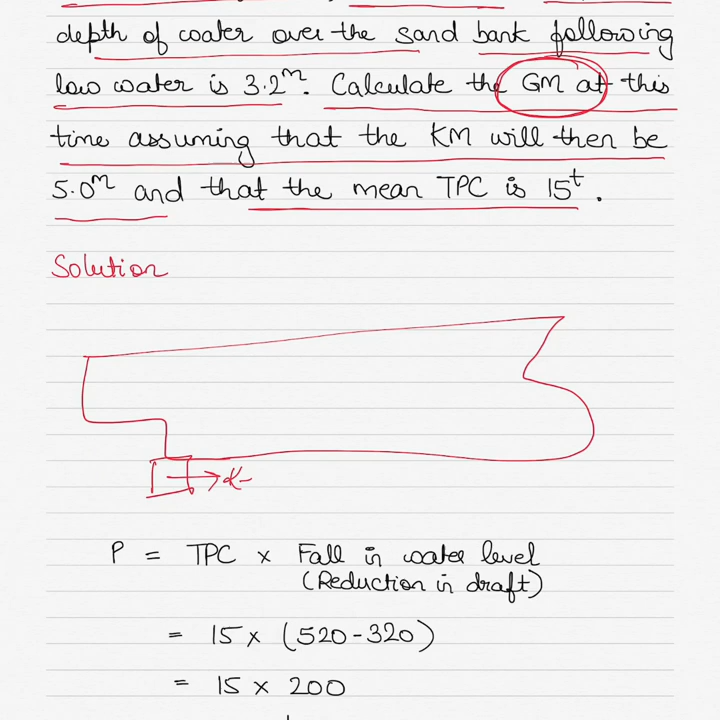 depth of water over the sand bank following
low water is 3.2m. Calculate the GM at this
time assuming that the KM will then be
5.0m and that the mean TPC is 15t.
Solution
P = TPC × Fall in water level
(Reduction in draft)
= 15 × (520-320)
= 15 × 200